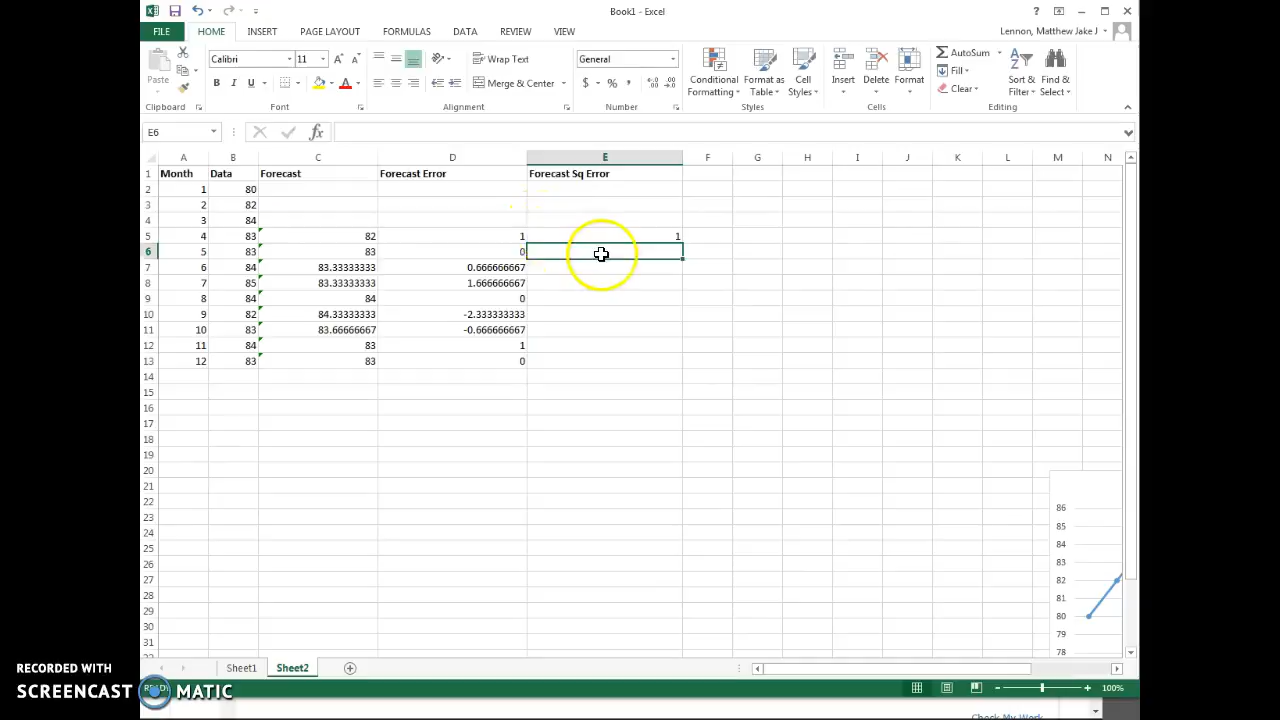 Book1 - Excel
FILE HOME INSERT PAGE LAYOUT FORMULAS DATA REVIEW VIEW Lennon, Matthew Jake J
Paste Calibri 11 Wrap Text General Conditional Format as Cell Insert Delete Format AutoSum Sort & Find &
B I U Merge & Center $ % , Formatting Table Styles Fill Clear Filter Select
Clipboard Font Alignment Number Styles Cells Editing
E6 fx
A B C D E F G H I J K L M N
1 Month Data Forecast Forecast Error Forecast Sq Error
2 1 80
3 2 82
4 3 84
5 4 83 82 1 1
6 5 83 83 0
7 6 84 83.33333333 0.666666667
8 7 85 83.33333333 1.666666667
9 8 84 84 0
10 9 82 84.33333333 -2.333333333
11 10 83 83.66666667 -0.666666667
12 11 84 83 1
13 12 83 83 0
14
15
16
17
18
19
20
21
22 86
23 85
24 84
25 83
26
27 82
28 81
29 80
30 79
31 78
Sheet1 Sheet2
RECORDED WITH
SCREENCAST MATIC
100%
Check My Work